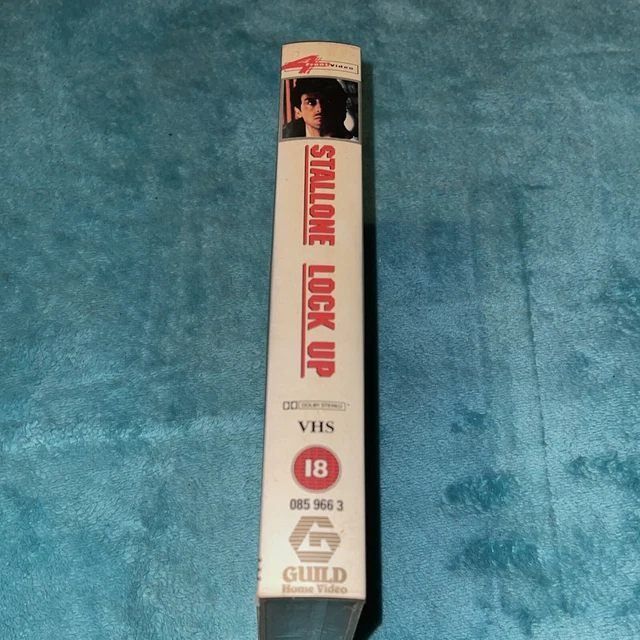 Video
STALLONE
LOCK UP
DOLBY STEREO
VHS
18
085 966 3
GUILD
Home Video